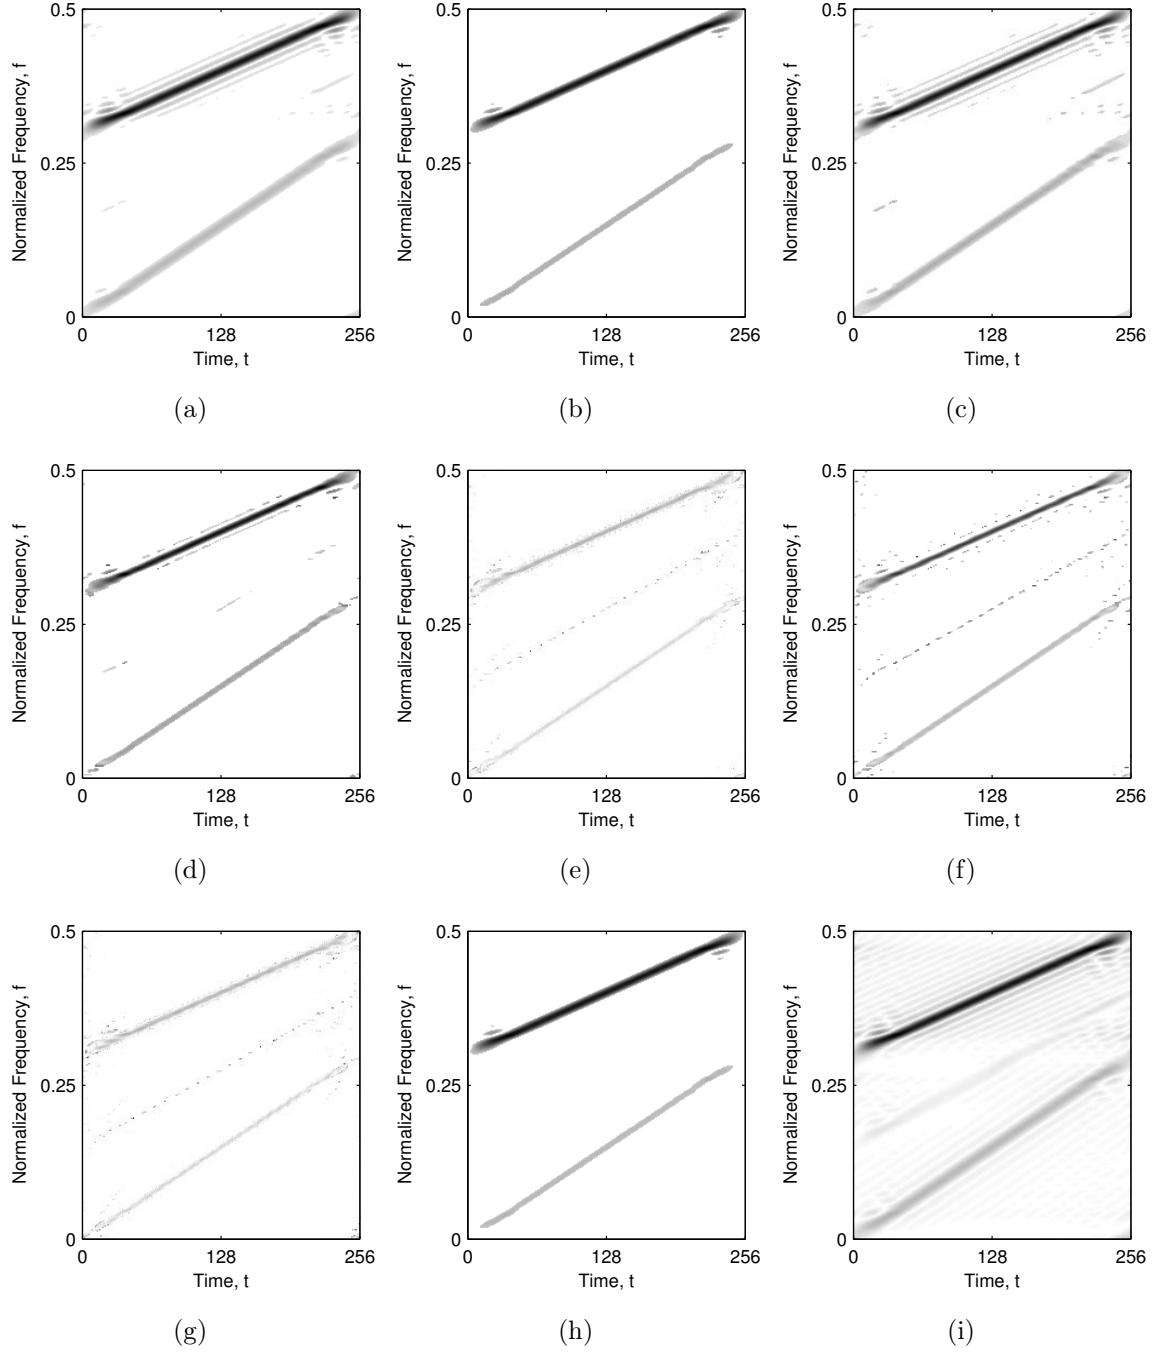 0.5 0.5 0.5
Normalized Frequency, f Normalized Frequency, f Normalized Frequency, f
0.25 0.25 0.25
0 0 0
0 128 256 0 128 256 0 128 256
Time, t Time, t Time, t
(a) (b) (c)
0.5 0.5 0.5
Normalized Frequency, f Normalized Frequency, f Normalized Frequency, f
0.25 0.25 0.25
0 0 0
0 128 256 0 128 256 0 128 256
Time, t Time, t Time, t
(d) (e) (f)
0.5 0.5 0.5
Normalized Frequency, f Normalized Frequency, f Normalized Frequency, f
0.25 0.25 0.25
0 0 0
0 128 256 0 128 256 0 128 256
Time, t Time, t Time, t
(g) (h) (i)